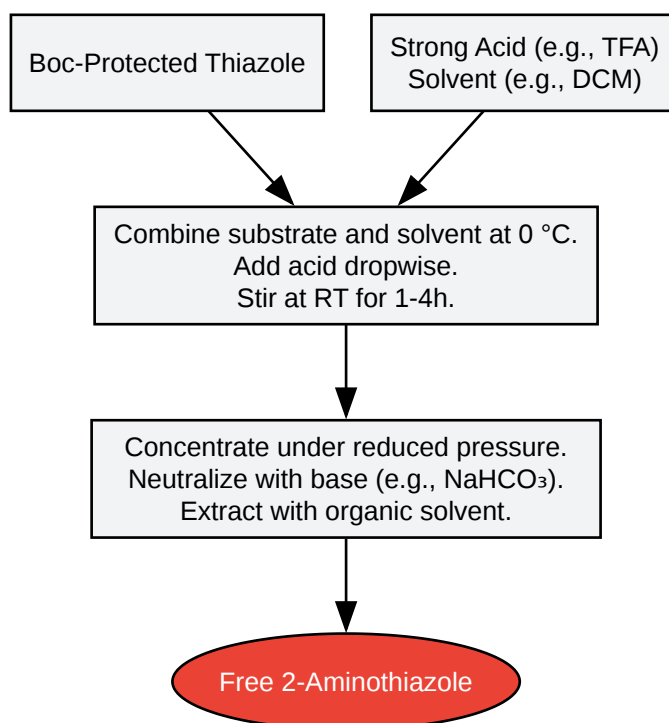 Boc-Protected Thiazole
Strong Acid (e.g., TFA)
Solvent (e.g., DCM)
Combine substrate and solvent at 0 °C.
Add acid dropwise.
Stir at RT for 1-4h.
Concentrate under reduced pressure.
Neutralize with base (e.g., NaHCO₃).
Extract with organic solvent.
Free 2-Aminothiazole